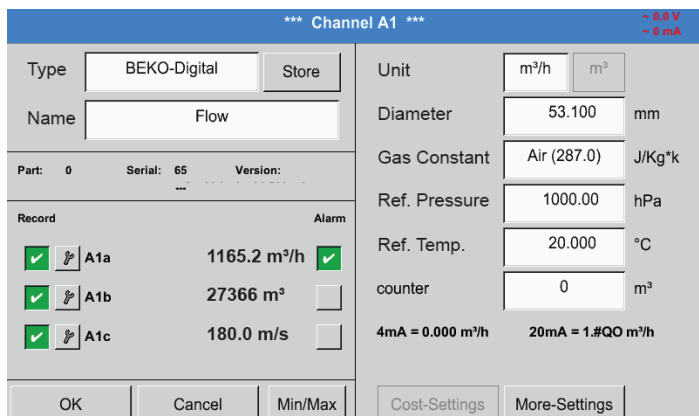 *** Channel A1 ***
~ 0.0 V
~ 0 mA
Type BEKO-Digital Store
Name Flow
Part: 0 Serial: 65 Version:
---
Record Alarm
A1a 1165.2 m³/h
A1b 27366 m³
A1c 180.0 m/s
OK Cancel Min/Max
Unit m³/h m³
Diameter 53.100 mm
Gas Constant Air (287.0) J/Kg*k
Ref. Pressure 1000.00 hPa
Ref. Temp. 20.000 °C
counter 0 m³
4mA = 0.000 m³/h 20mA = 1.#QO m³/h
Cost-Settings More-Settings